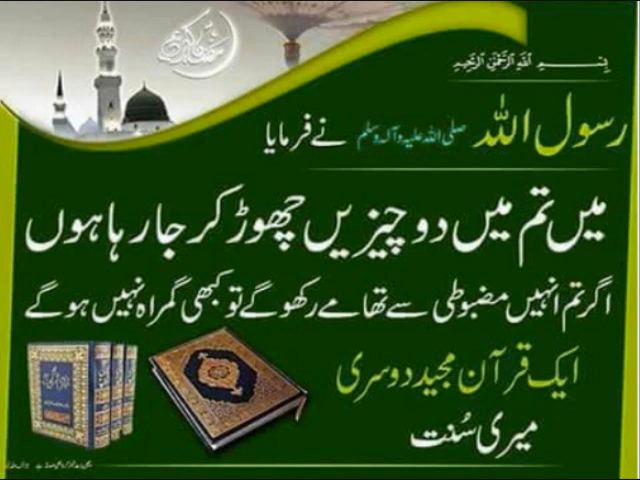 بِسْمِ اللهِ الرَّحْمٰنِ الرَّحِيْمِ
رسول اللہ صلی اللہ علیہ وآلہ وسلم نے فرمایا
میں تم میں دو چیزیں چھوڑ کر جا رہا ہوں
اگر تم انہیں مضبوطی سے تھامے رکھو گے تو کبھی گمراہ نہیں ہو گے
ایک قرآن مجید دوسری
میری سُنت